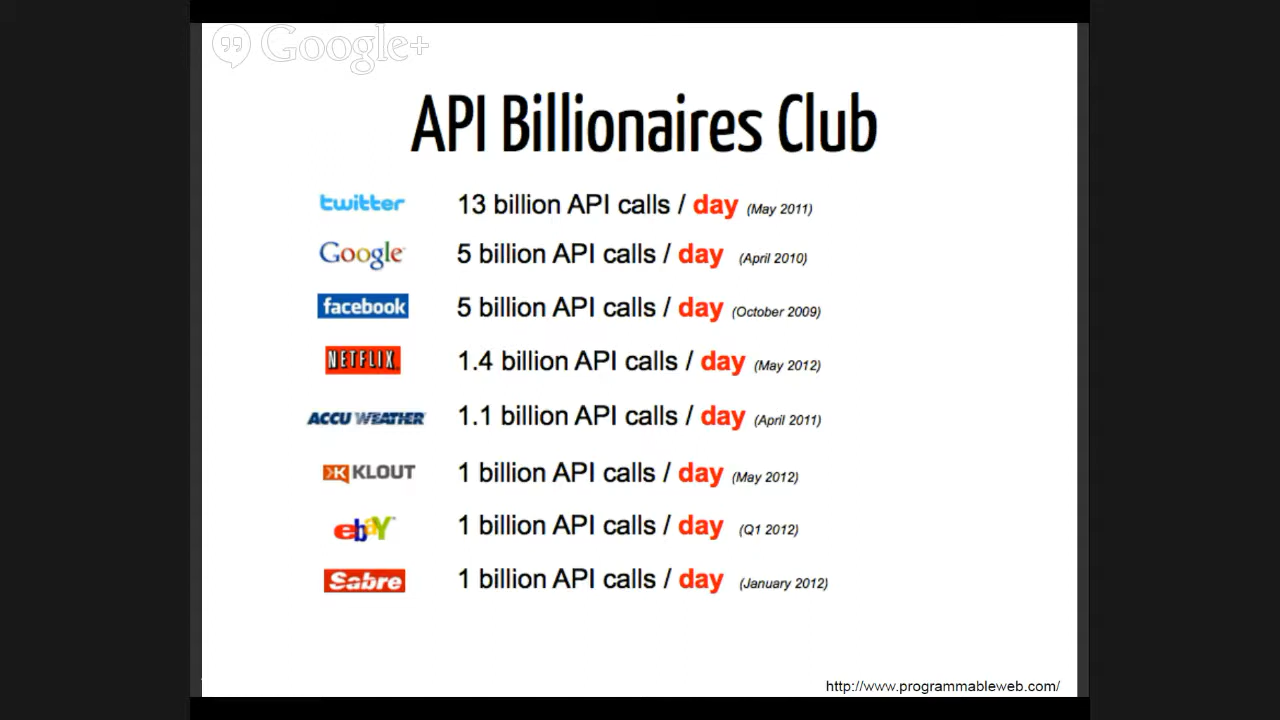 Google+
API Billionaires Club
twitter 13 billion API calls / day (May 2011)
Google 5 billion API calls / day (April 2010)
facebook 5 billion API calls / day (October 2009)
NETFLIX 1.4 billion API calls / day (May 2012)
ACCUWEATHER 1.1 billion API calls / day (April 2011)
KLOUT 1 billion API calls / day (May 2012)
ebay 1 billion API calls / day (Q1 2012)
Sabre 1 billion API calls / day (January 2012)
http://www.programmableweb.com/